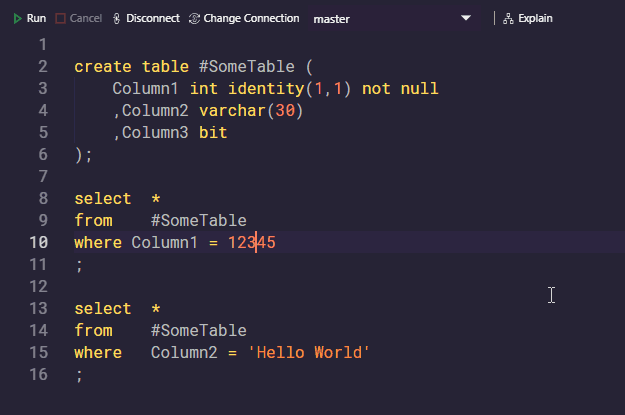 Run Cancel Disconnect Change Connection master Explain
1
2 create table #SomeTable (
3     Column1 int identity(1,1) not null
4     ,Column2 varchar(30)
5     ,Column3 bit
6 );
7
8 select  *
9 from    #SomeTable
10 where Column1 = 12345
11 ;
12
13 select  *
14 from    #SomeTable
15 where   Column2 = 'Hello World'
16 ;